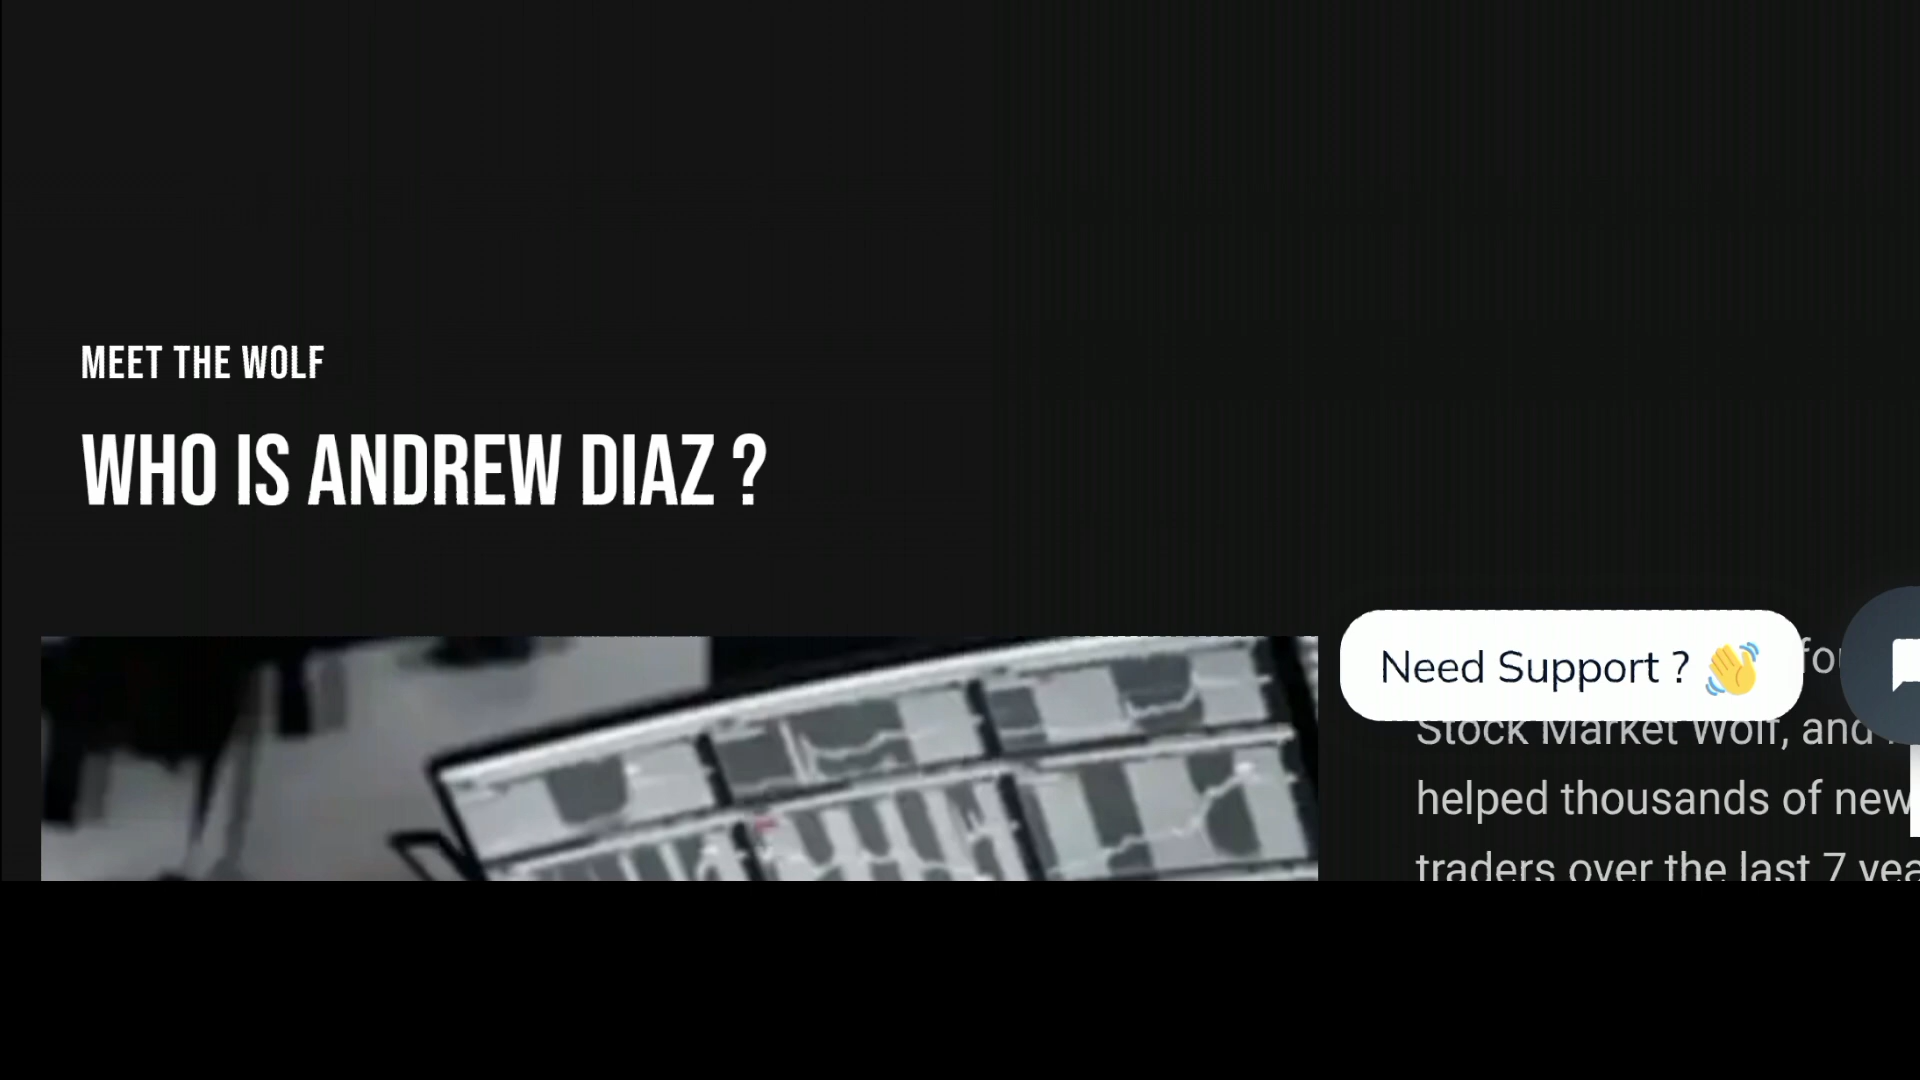 MEET THE WOLF
WHO IS ANDREW DIAZ ?
Need Support ? 👋
Stock Market Wolf, and
helped thousands of new
traders over the last 7